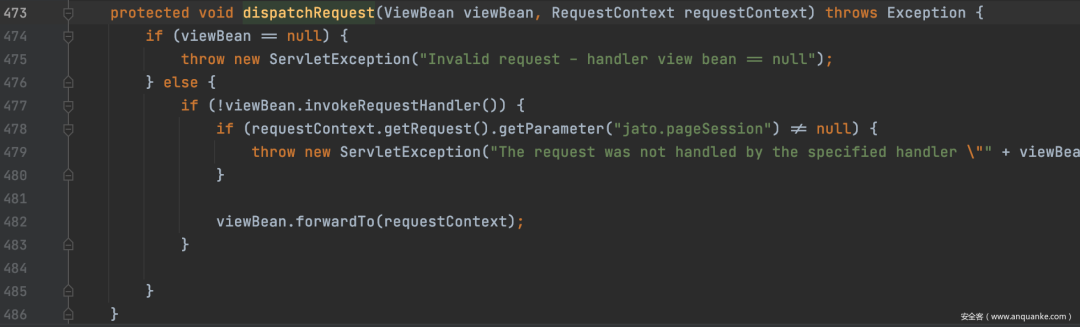 473 protected void dispatchRequest(ViewBean viewBean, RequestContext requestContext) throws Exception {
474 if (viewBean == null) {
475 throw new ServletException("Invalid request - handler view bean == null");
476 } else {
477 if (!viewBean.invokeRequestHandler()) {
478 if (requestContext.getRequest().getParameter("jato.pageSession") != null) {
479 throw new ServletException("The request was not handled by the specified handler \"" + viewBea
480 }
481
482 viewBean.forwardTo(requestContext);
483 }
484
485 }
486 }
安全客（www.anquanke.com）